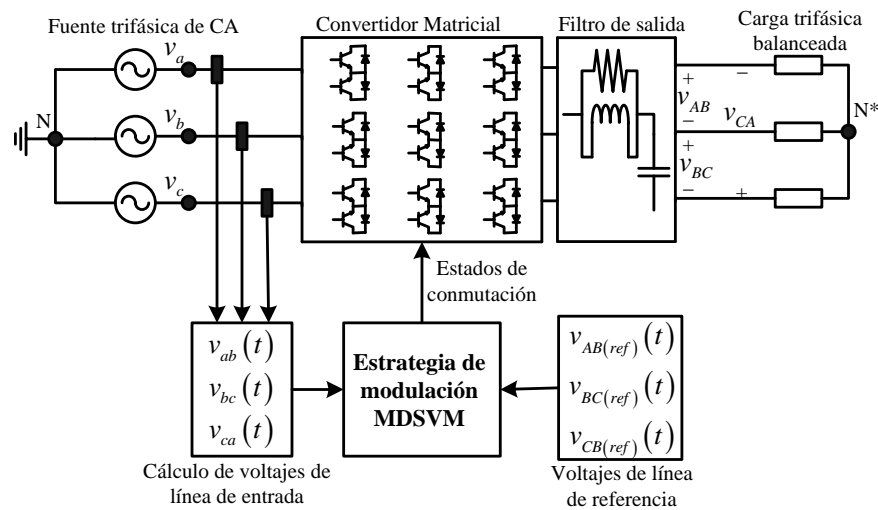 Fuente trifásica de CA
Convertidor Matricial
Filtro de salida
Carga trifásica
balanceada
v_a
N
v_b
v_c
+
−
v_AB
−
v_CA
N*
+
v_BC
−
+
Estados de
conmutación
v_ab(t)
v_bc(t)
v_ca(t)
Estrategia de
modulación
MDSVM
v_AB(ref)(t)
v_BC(ref)(t)
v_CB(ref)(t)
Cálculo de voltajes de
línea de entrada
Voltajes de línea
de referencia